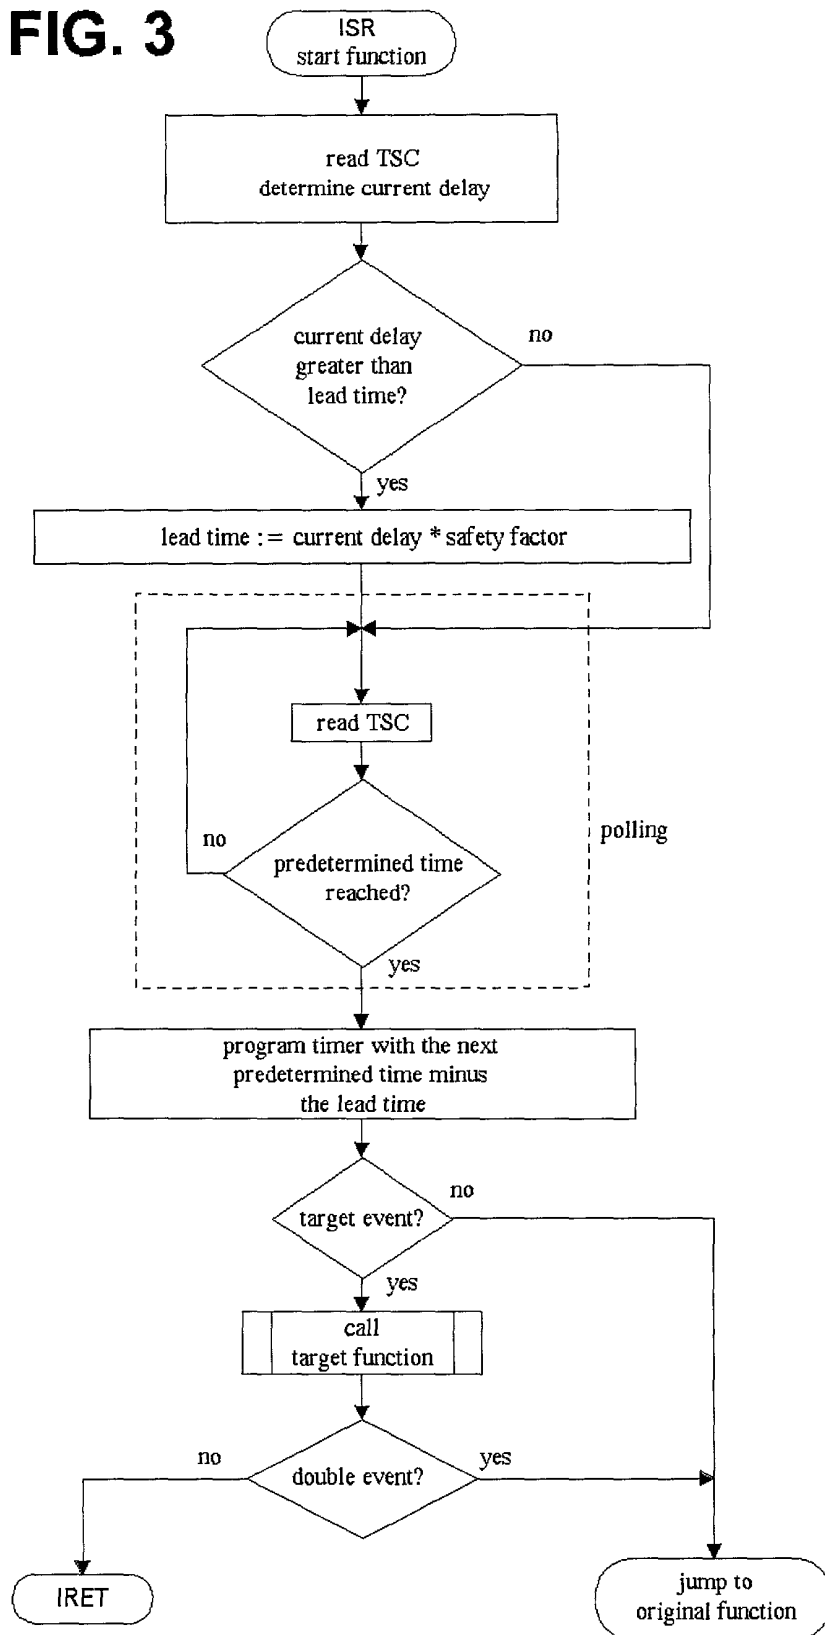 FIG. 3
ISR
start function
read TSC
determine current delay
current delay
greater than
lead time?
no
yes
lead time := current delay * safety factor
read TSC
no
predetermined time
reached?
polling
yes
program timer with the next
predetermined time minus
the lead time
target event?
no
yes
call
target function
no
double event?
yes
IRET
jump to
original function